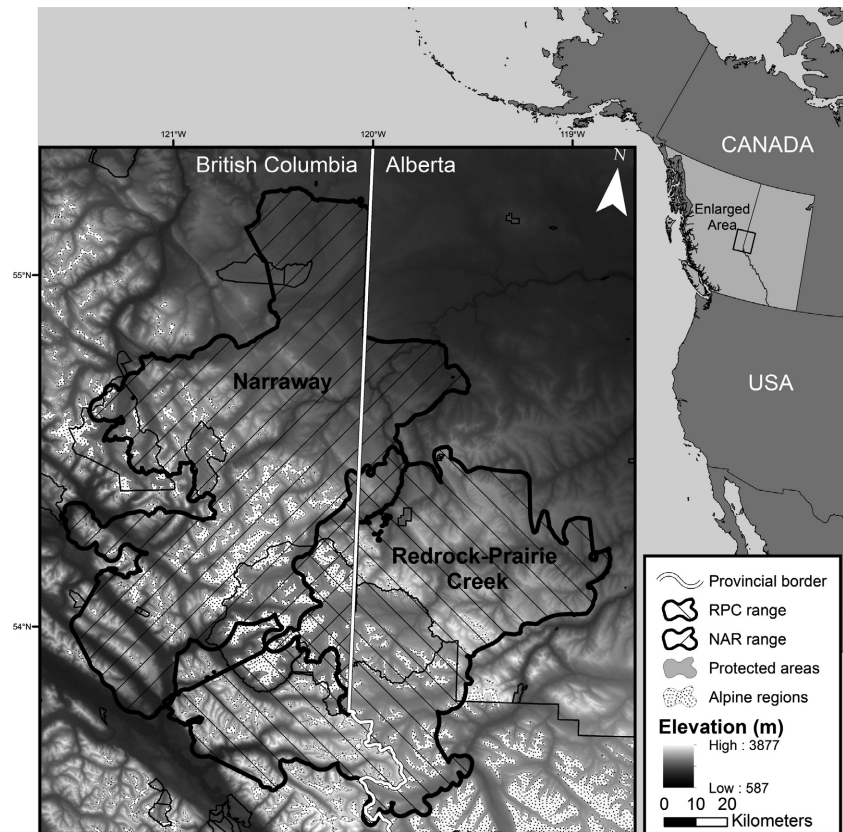 CANADA
Enlarged
Area
USA
121°W
120°W
119°W
British Columbia
Alberta
N
55°N
Narraway
Redrock-Prairie
Creek
54°N
Provincial border
RPC range
NAR range
Protected areas
Alpine regions
Elevation (m)
High : 3877
Low : 587
0 10 20
Kilometers